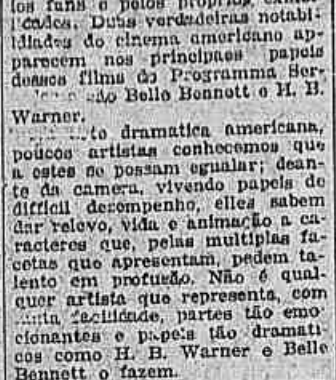 los fans e pelos proprios
Duas verdadeiras notabi-
lidades do cinema americano ap-
parecem nos principaes papeis
desses films do Programma Ser-
são Belle Bennett e H. B.
Warner.
dramatica americana,
poucos artistas conhecemos que
a estes se possam egualar; dean-
te da camera, vivendo papeis de
difficil desempenho, elles sabem
dar relevo, vida e animação a ca-
racteres que, pelas multiplas fa-
cetas que apresentam, pedem ta-
lento em profusão. Não é qual-
quer artista que representa, com
tanta facilidade, partes tão emo-
cionantes e papeis tão dramati-
cos como H. B. Warner e Belle
Bennett o fazem.